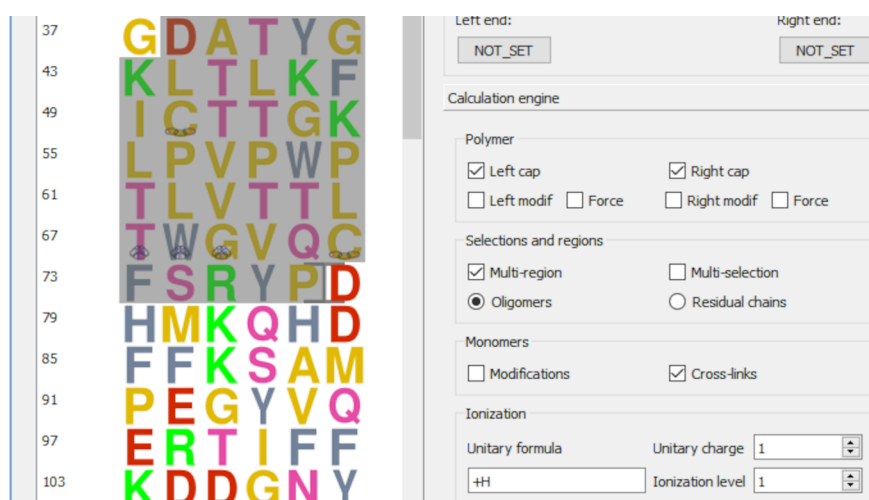 Left end:
Right end:
37 G D A T Y G
NOT_SET
NOT_SET
43 K L T L K F
Calculation engine
49 I C T T G K
Polymer
55 L P V P W P
Left cap
Right cap
61 T L V T T L
Left modif
Force
Right modif
Force
67 T W G V Q C
Selections and regions
73 F S R Y P D
Multi-region
Multi-selection
Oligomers
Residual chains
79 H M K Q H D
Monomers
85 F F K S A M
Modifications
Cross-links
91 P E G Y V Q
Ionization
97 E R T I F F
Unitary formula
Unitary charge 1
103 K D D G N Y
+H
Ionization level 1